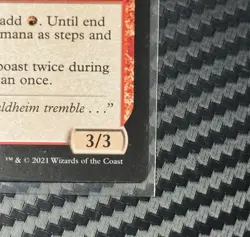 add 🔴. Until end
mana as steps and
boast twice during
an once.
ldheim tremble . . ."
3/3
™ & © 2021 Wizards of the Coast